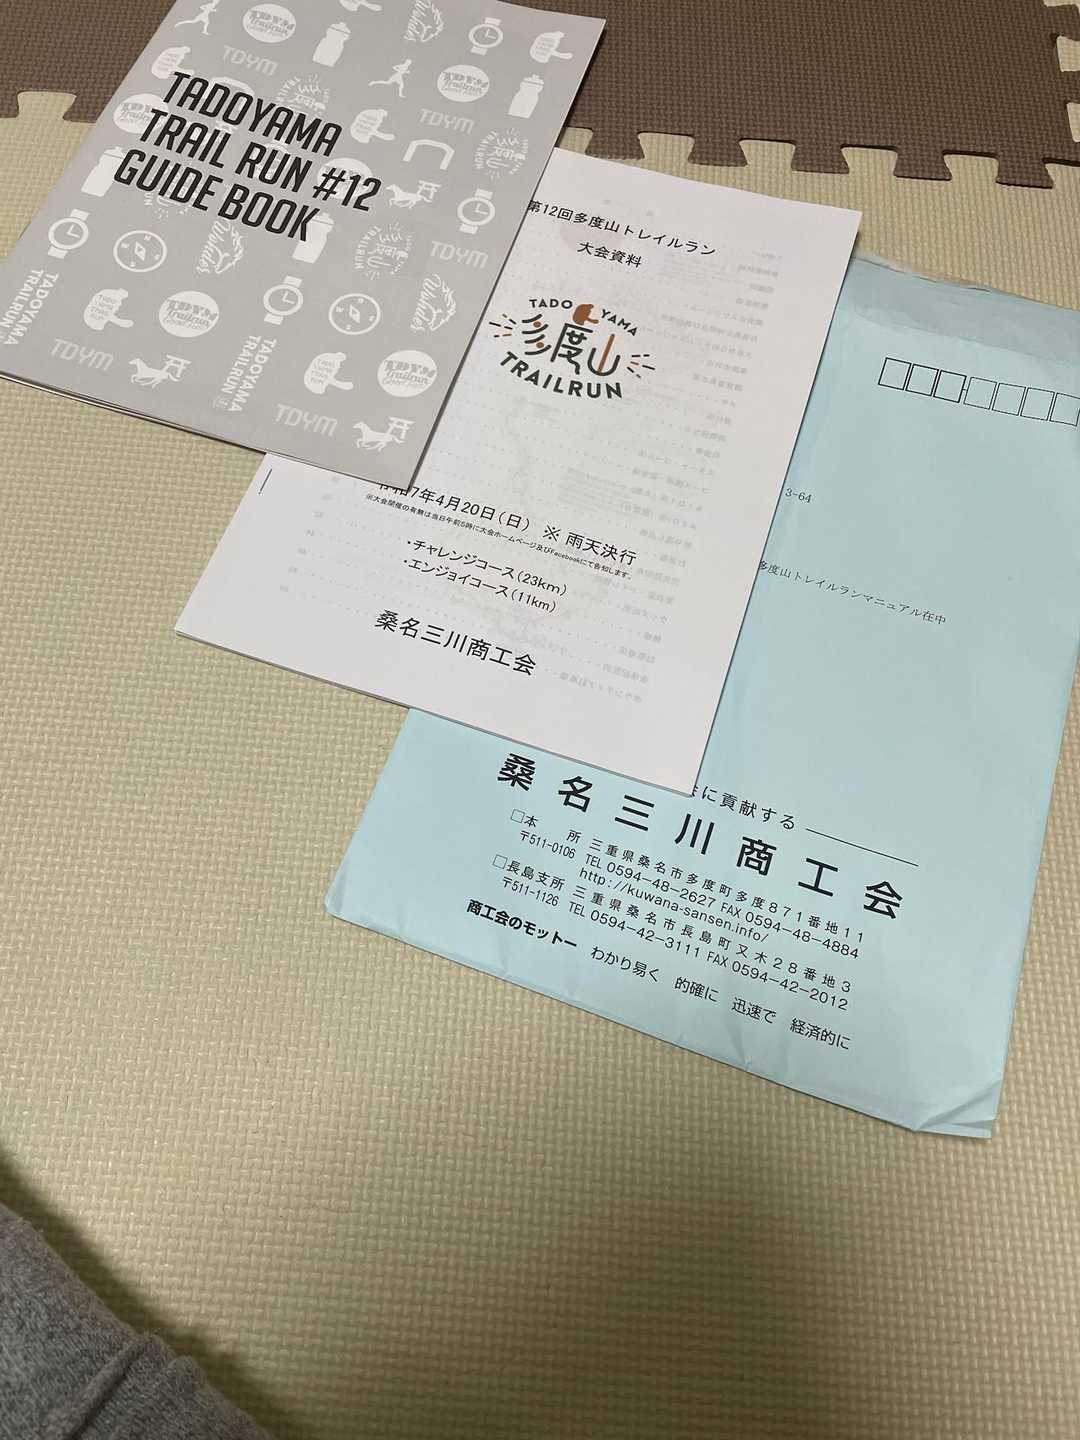 TADOYAMA
TRAIL RUN #12
GUIDE BOOK
TDYM
TDYM
TDYM
TDYM
TDYM
TADOYAMA
TRAILRUN
TADOYAMA
TRAILRUN
第12回多度山トレイルラン
大会資料
TADO YAMA
多度山
TRAILRUN
7年4月20日(日) ※ 雨天決行
※大会開催の有無は当日午前5時に大会ホームページ及びFacebookにて告知します。
・チャレンジコース(23km)
・エンジョイコース(11km)
桑名三川商工会
3-64
多度山トレイルランマニュアル在中
に貢献する
桑名三川商工会
□本 所 三重県桑名市多度町多度871番地11
〒511-0106 TEL 0594-48-2627 FAX 0594-48-4884
http://kuwana-sansen.info/
□長島支所 三重県桑名市長島町又木28番地3
〒511-1126 TEL 0594-42-3111 FAX 0594-42-2012
商工会のモットー わかり易く 的確に 迅速で 経済的に